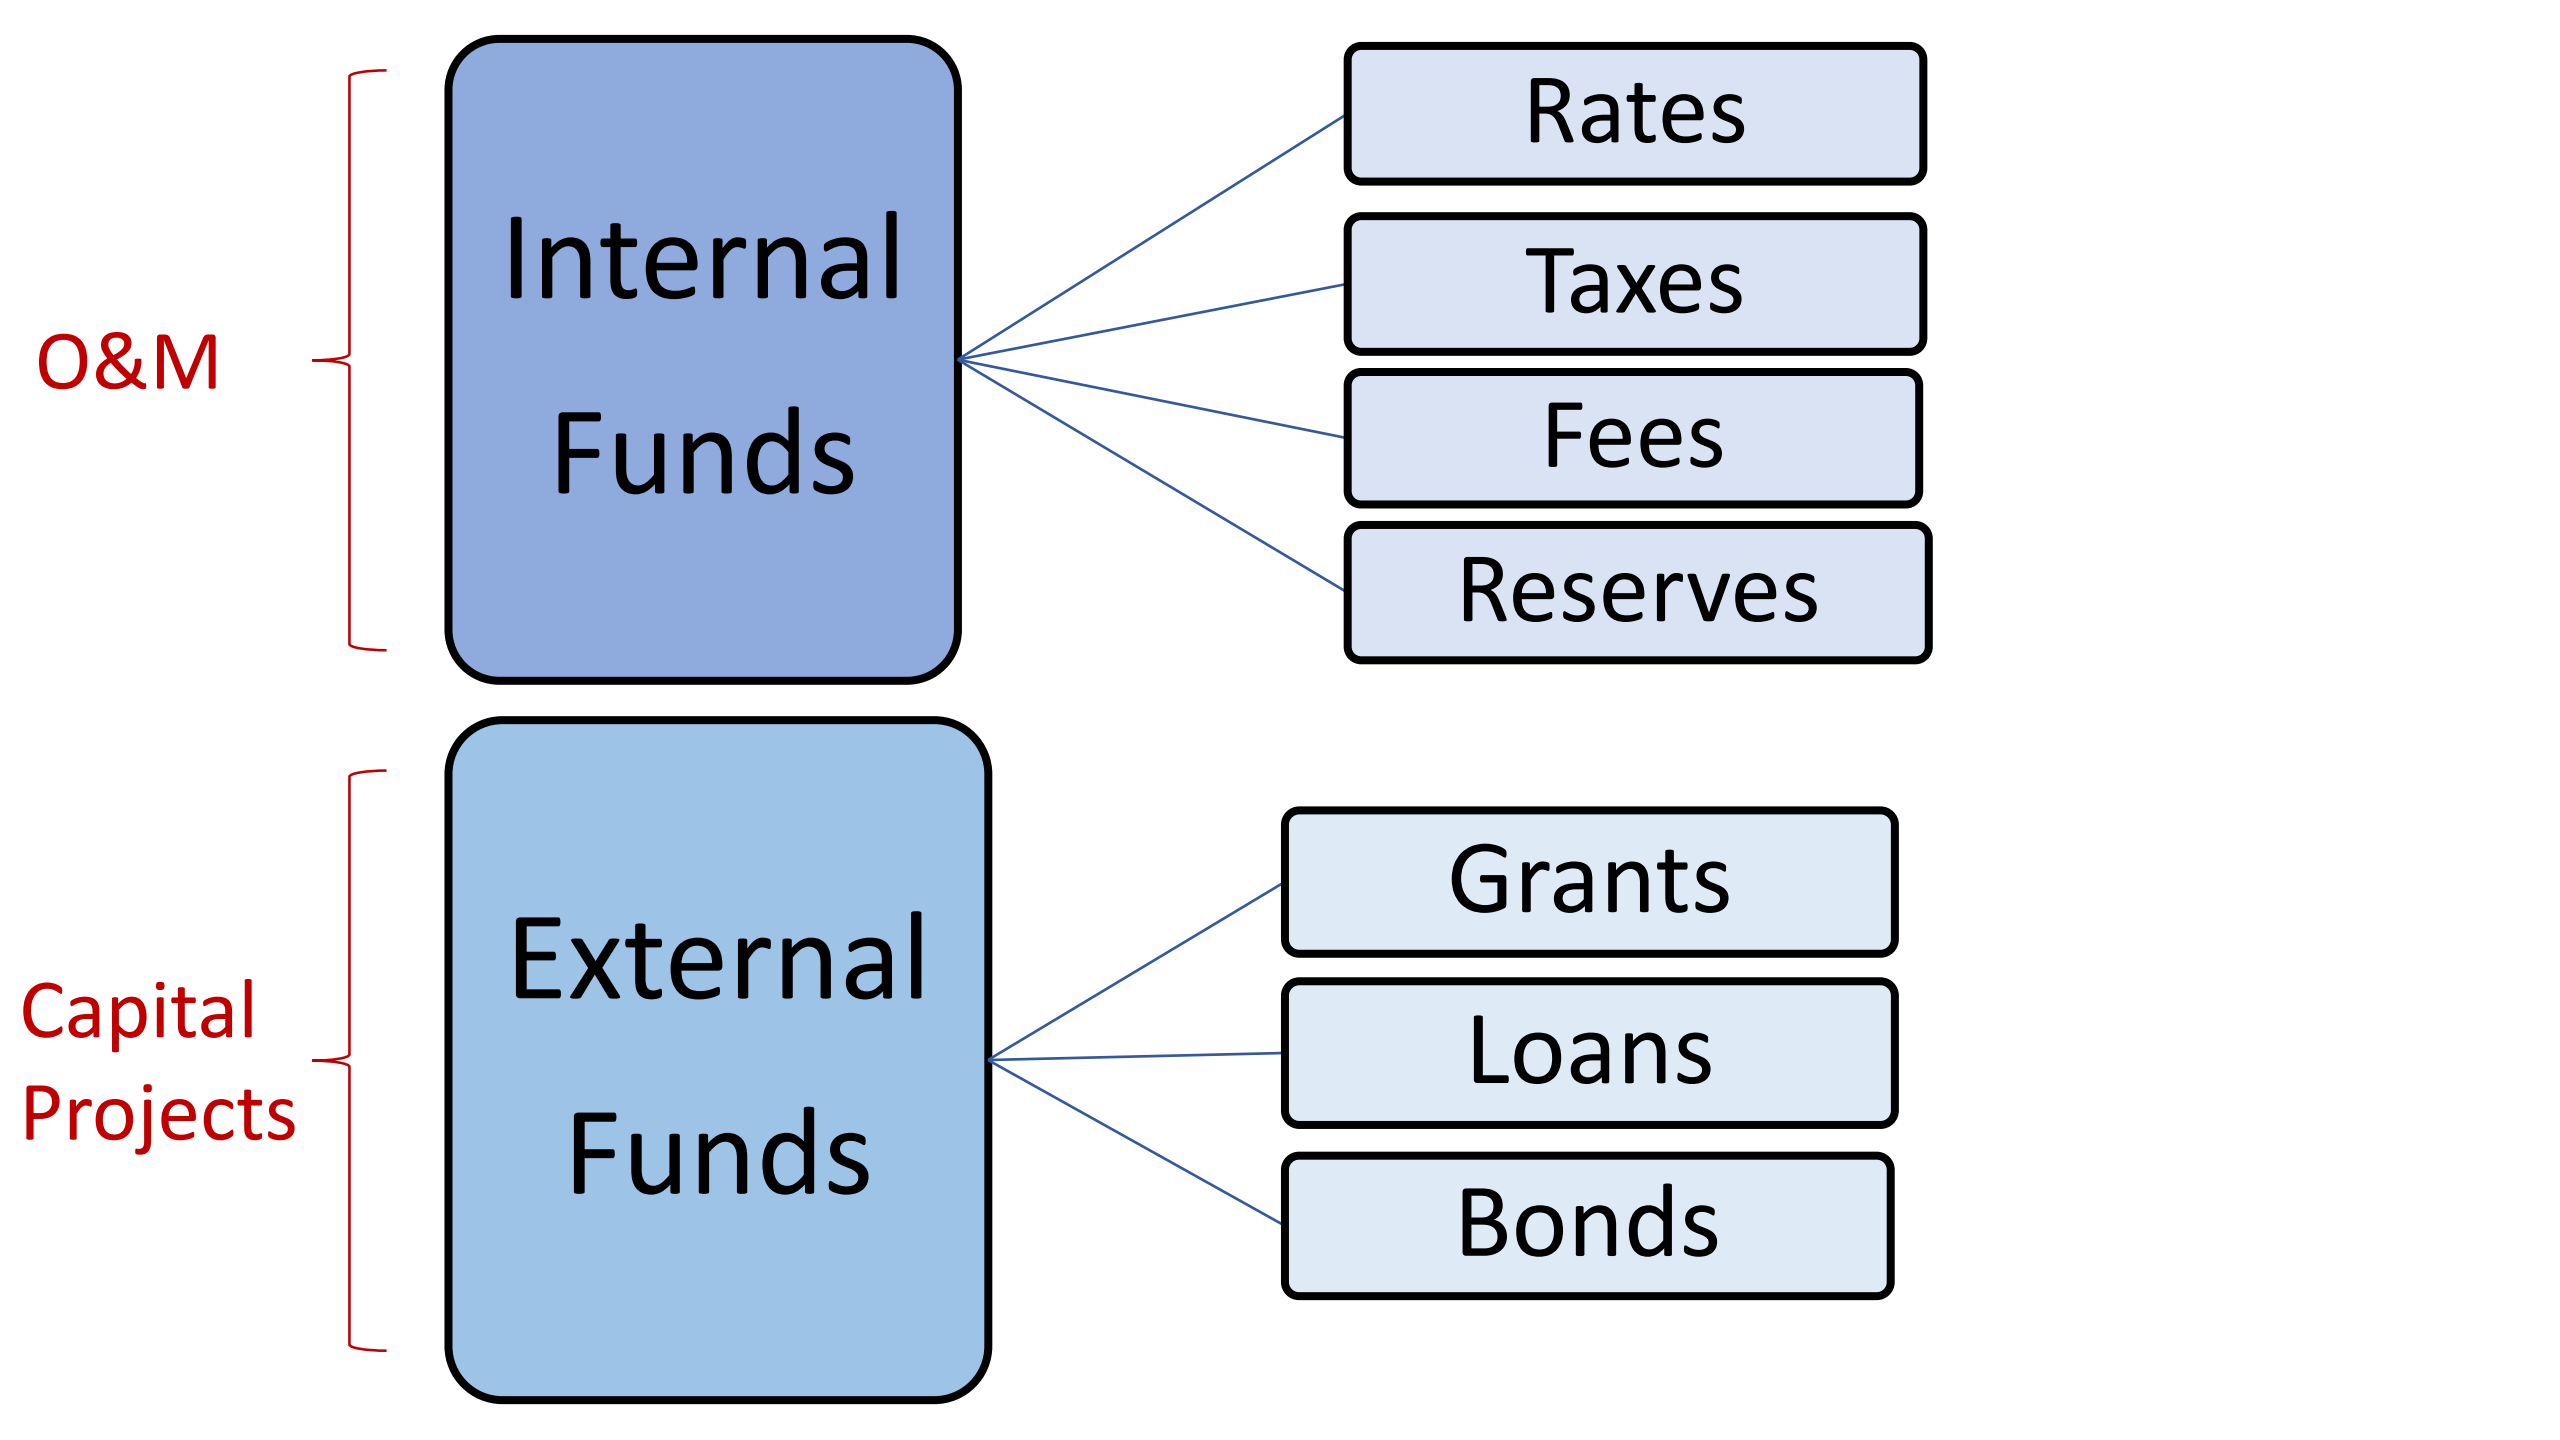 O&M
Internal
Funds
Rates
Taxes
Fees
Reserves
Capital
Projects
External
Funds
Grants
Loans
Bonds